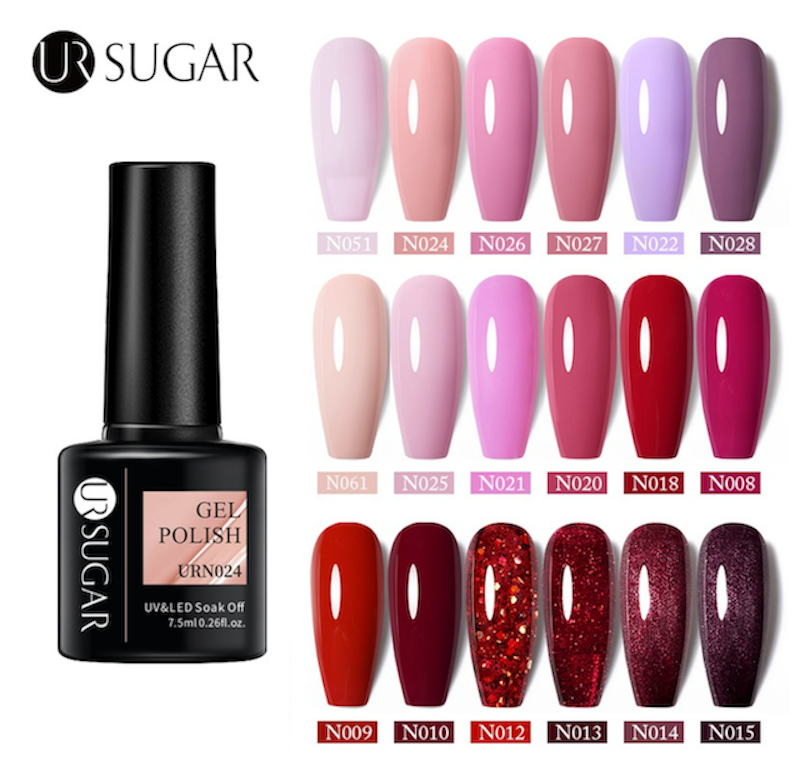 UR SUGAR
N051 N024 N026 N027 N022 N028
N061 N025 N021 N020 N018 N008
N009 N010 N012 N013 N014 N015
UR SUGAR
GEL
POLISH
URN024
UV&LED Soak Off
7.5ml 0.26fl.oz.